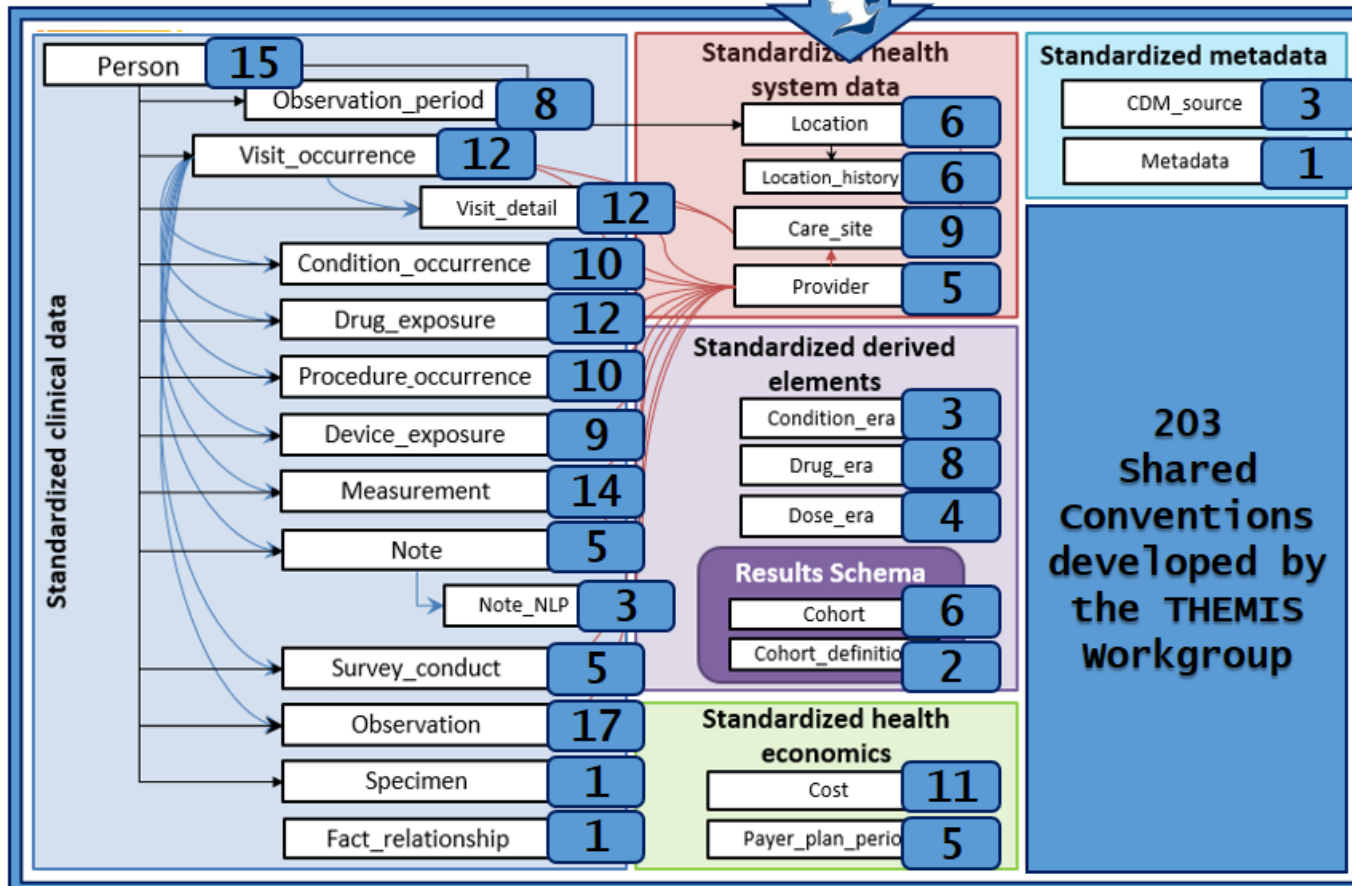 Standardized clinical data
Person 15
Observation_period 8
Visit_occurrence 12
Visit_detail 12
Condition_occurrence 10
Drug_exposure 12
Procedure_occurrence 10
Device_exposure 9
Measurement 14
Note 5
Note_NLP 3
Survey_conduct 5
Observation 17
Specimen 1
Fact_relationship 1
Standardized health
system data
Location 6
Location_history 6
Care_site 9
Provider 5
Standardized derived
elements
Condition_era 3
Drug_era 8
Dose_era 4
Results Schema
Cohort 6
Cohort_definitio 2
Standardized health
economics
Cost 11
Payer_plan_perio 5
Standardized metadata
CDM_source 3
Metadata 1
203
Shared
Conventions
developed by
the THEMIS
Workgroup